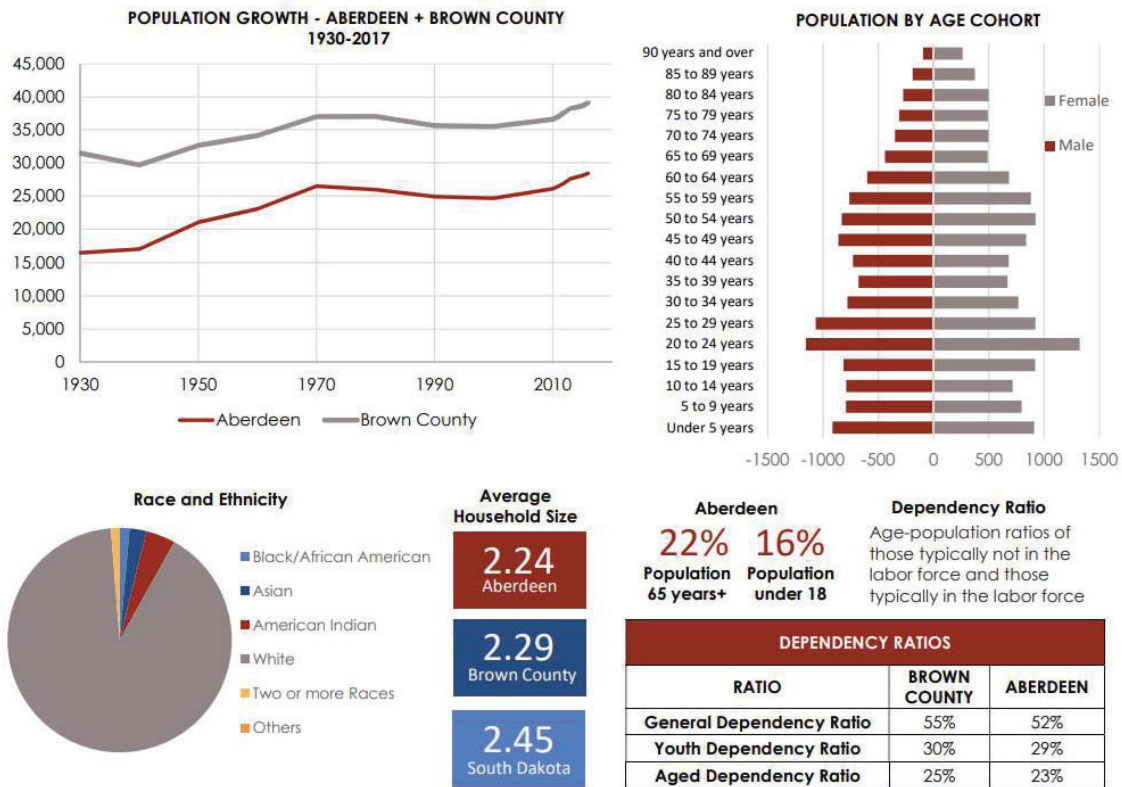 POPULATION GROWTH - ABERDEEN + BROWN COUNTY
1930-2017
45,000
40,000
35,000
30,000
25,000
20,000
15,000
10,000
5,000
0
1930 1950 1970 1990 2010
Aberdeen Brown County
POPULATION BY AGE COHORT
90 years and over
85 to 89 years
80 to 84 years
75 to 79 years
70 to 74 years
65 to 69 years
60 to 64 years
55 to 59 years
50 to 54 years
45 to 49 years
40 to 44 years
35 to 39 years
30 to 34 years
25 to 29 years
20 to 24 years
15 to 19 years
10 to 14 years
5 to 9 years
Under 5 years
-1500 -1000 -500 0 500 1000 1500
Female
Male
Race and Ethnicity
Black/African American
Asian
American Indian
White
Two or more Races
Others
Average
Household Size
2.24
Aberdeen
2.29
Brown County
2.45
South Dakota
Aberdeen
22% 16%
Population Population
65 years+ under 18
Dependency Ratio
Age-population ratios of
those typically not in the
labor force and those
typically in the labor force
DEPENDENCY RATIOS
RATIO BROWN COUNTY ABERDEEN
General Dependency Ratio 55% 52%
Youth Dependency Ratio 30% 29%
Aged Dependency Ratio 25% 23%